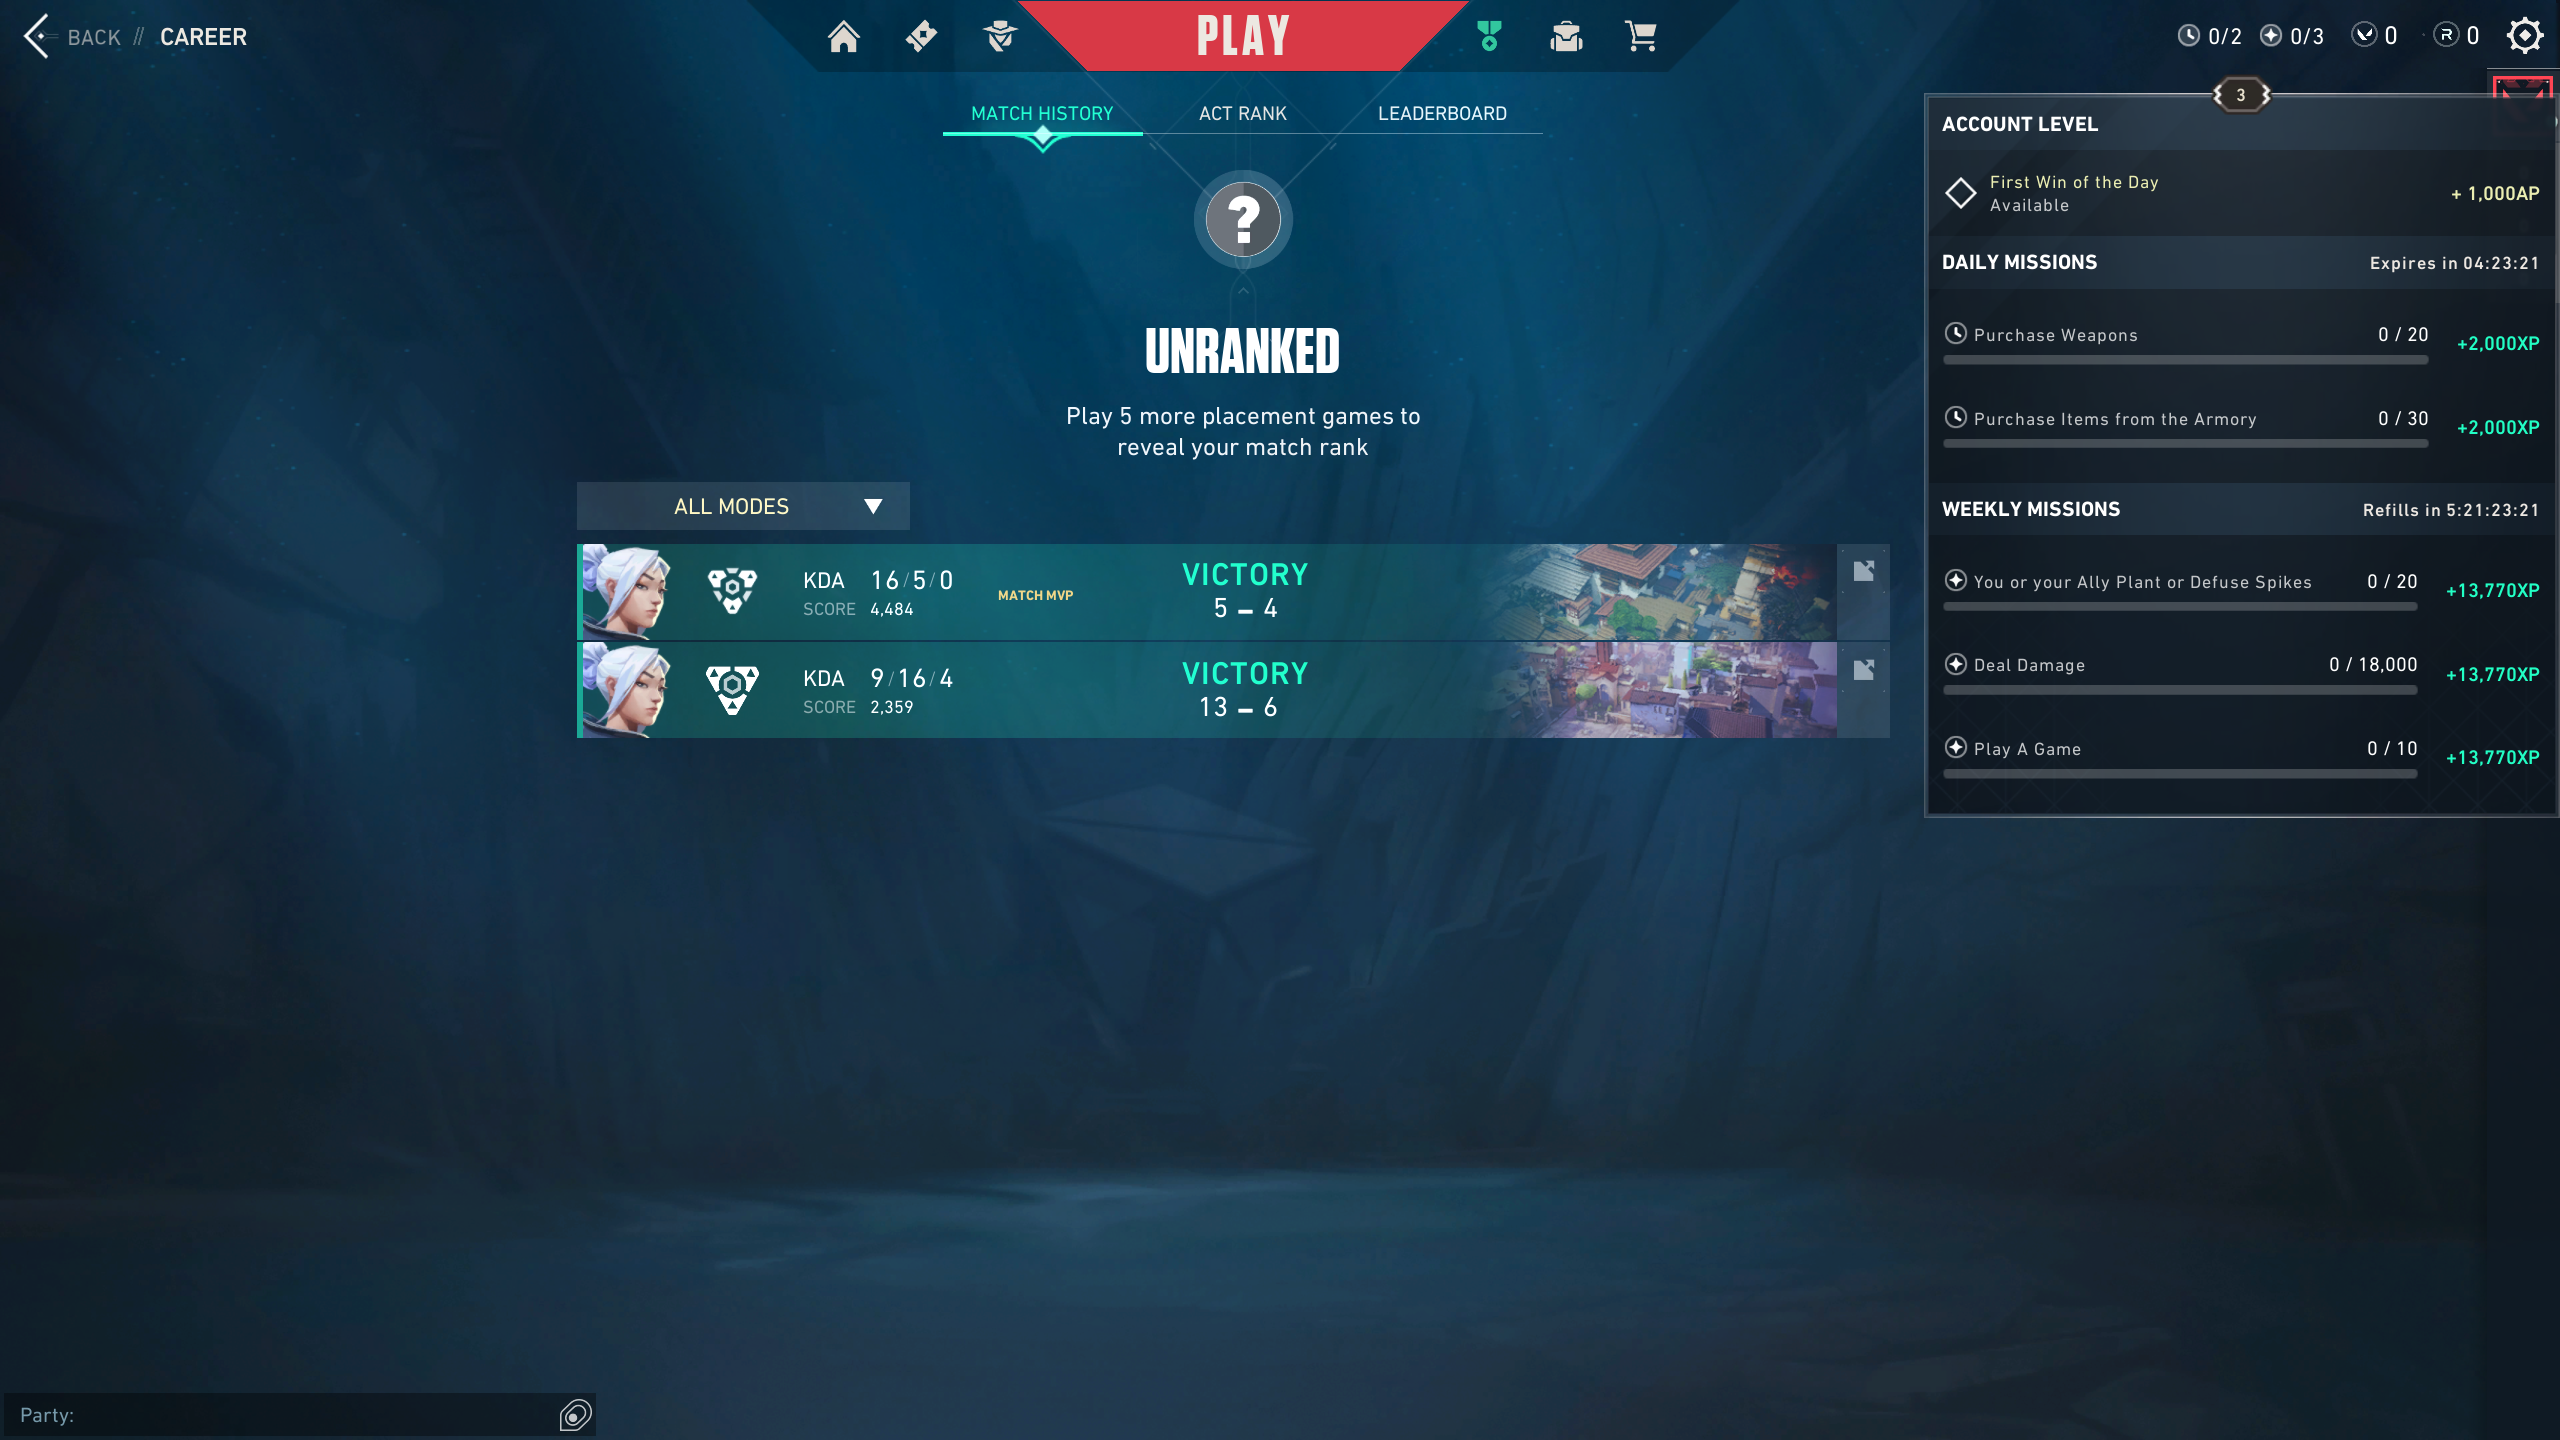 BACK // CAREER
PLAY
0/2 0/3 0 R 0
MATCH HISTORY ACT RANK LEADERBOARD
?
UNRANKED
Play 5 more placement games to
reveal your match rank
ALL MODES
KDA 16/5/0
SCORE 4,484
MATCH MVP
VICTORY
5 - 4
KDA 9/16/4
SCORE 2,359
VICTORY
13 - 6
3
ACCOUNT LEVEL
First Win of the Day
Available
+ 1,000AP
DAILY MISSIONS Expires in 04:23:21
Purchase Weapons 0 / 20 +2,000XP
Purchase Items from the Armory 0 / 30 +2,000XP
WEEKLY MISSIONS Refills in 5:21:23:21
You or your Ally Plant or Defuse Spikes 0 / 20 +13,770XP
Deal Damage 0 / 18,000 +13,770XP
Play A Game 0 / 10 +13,770XP
Party: